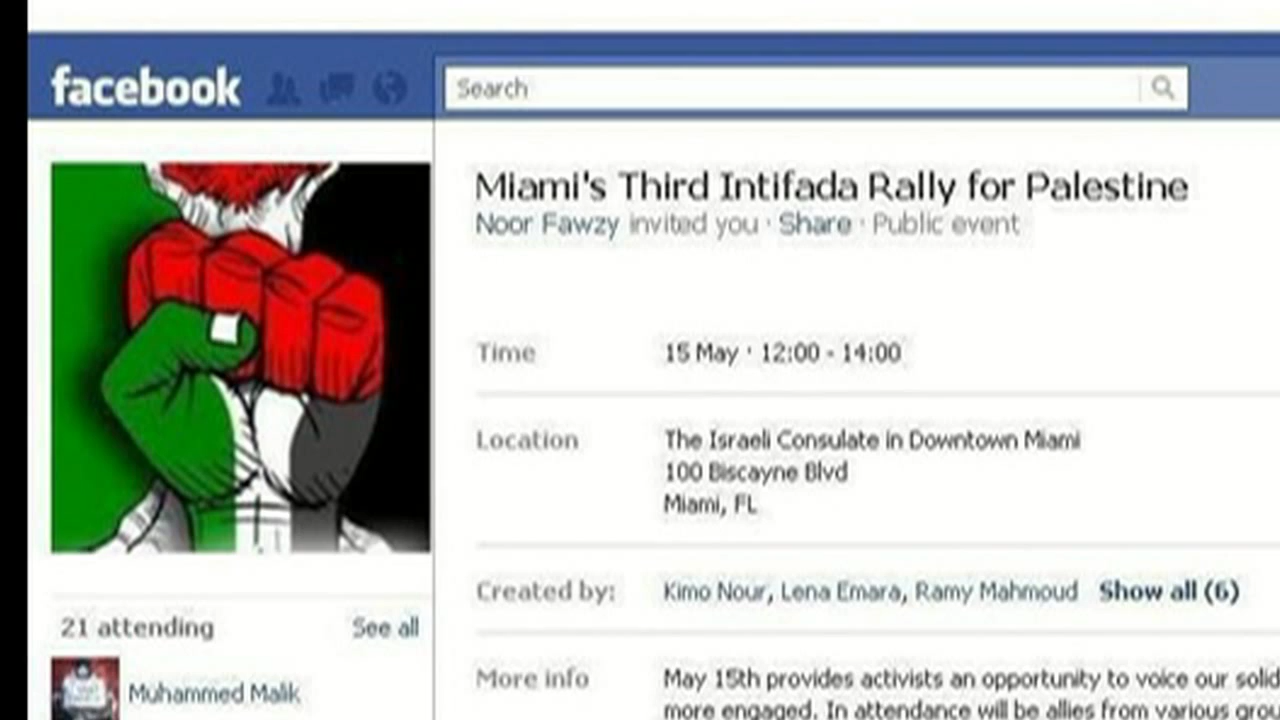 facebook
Search
Miami's Third Intifada Rally for Palestine
Noor Fawzy invited you · Share · Public event
Time 15 May · 12:00 - 14:00
Location The Israeli Consulate in Downtown Miami
100 Biscayne Blvd
Miami, FL
Created by: Kimo Nour, Lena Emara, Ramy Mahmoud Show all (6)
21 attending See all
Muhammed Malik
More info May 15th provides activists an opportunity to voice our solid
more engaged. In attendance will be allies from various grou